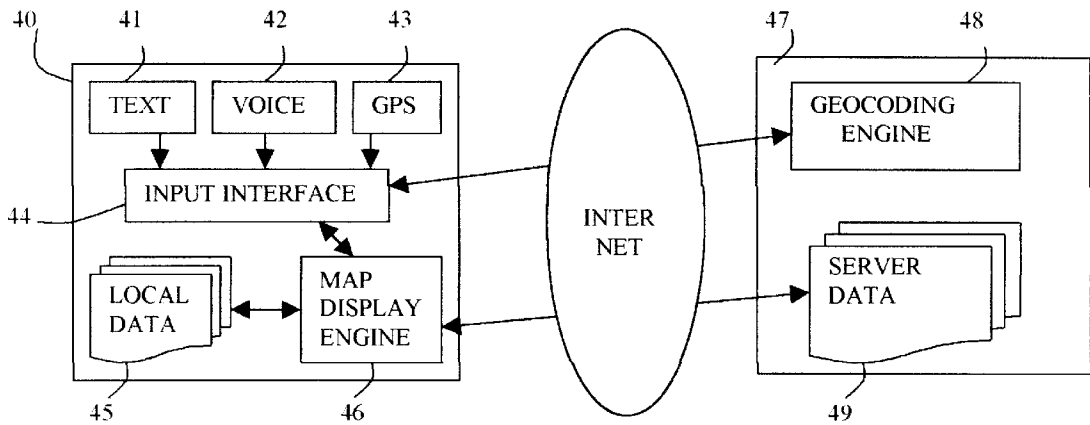 40
41
42
43
47
48
TEXT
VOICE
GPS
GEOCODING
ENGINE
INPUT INTERFACE
44
INTER
NET
LOCAL
DATA
MAP
DISPLAY
ENGINE
SERVER
DATA
45
46
49